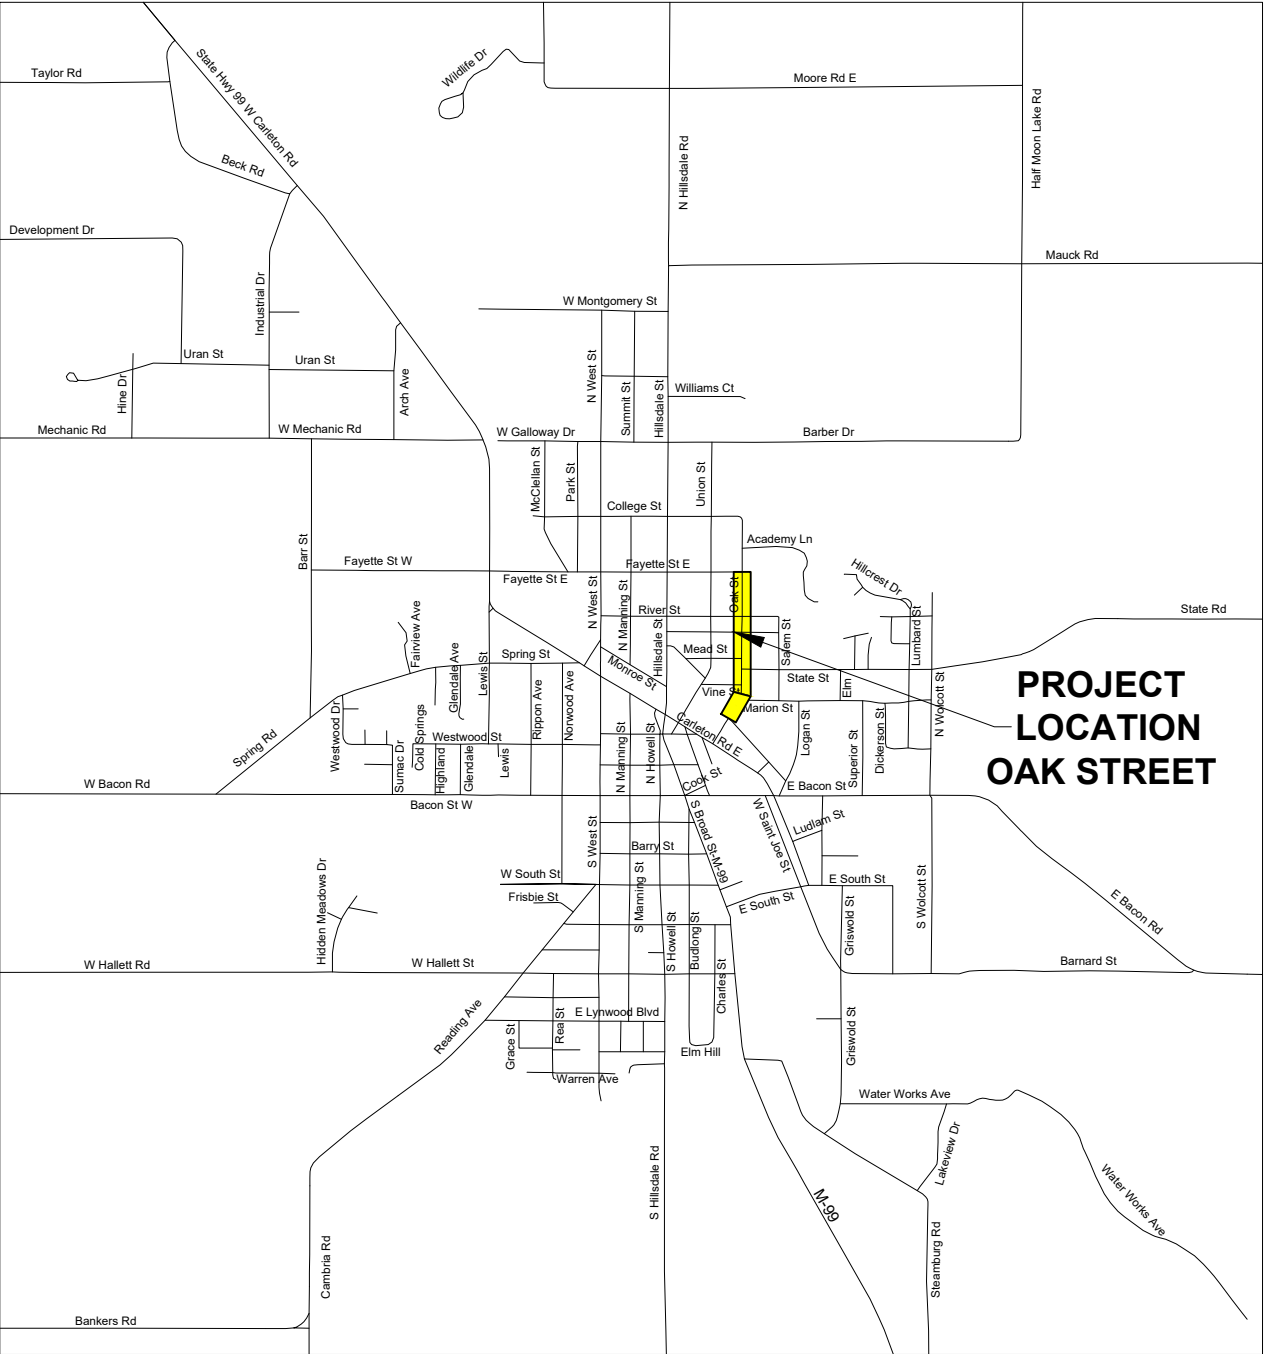 Taylor Rd
State Hwy 99 W Carleton Rd
Wildlife Dr
Moore Rd E
Half Moon Lake Rd
N Hillsdale Rd
Beck Rd
Development Dr
Mauck Rd
Industrial Dr
W Montgomery St
Uran St
Uran St
Hine Dr
Arch Ave
N West St
Summit St
Hillsdale St
Williams Ct
Mechanic Rd
W Mechanic Rd
W Galloway Dr
Barber Dr
McClellan St
Park St
Union St
College St
Academy Ln
Barr St
Fayette St W
Fayette St E
Fayette St E
Hillcrest Dr
Oak St
N West St
N Manning St
River St
State Rd
Fairview Ave
Hillsdale St
Salem St
Lumbard St
Mead St
Glendale Ave
Lewis St
Spring St
Monroe St
State St
Elm
N Wolcott St
Vine St
Marion St
PROJECT
LOCATION
OAK STREET
Westwood Dr
Spring Rd
Cold Springs
Westwood St
Rippon Ave
Norwood Ave
Carleton Rd E
Logan St
Superior St
Dickerson St
Sumac Dr
Highland
Glendale
Lewis
N Manning St
N Howell St
Cook St
E Bacon St
W Bacon Rd
Bacon St W
S West St
S Broad St-M-99
W Saint Joe St
Ludlam St
Barry St
W South St
Frisbie St
S Manning St
E South St
E South St
Griswold St
S Wolcott St
E Bacon Rd
Hidden Meadows Dr
S Howell St
Budlong St
Charles St
W Hallett Rd
W Hallett St
Barnard St
Reading Ave
Grace St
Rea St
E Lynwood Blvd
Elm Hill
Griswold St
Warren Ave
Water Works Ave
Lakeview Dr
Water Works Ave
S Hillsdale Rd
M-99
Steamburg Rd
Cambria Rd
Bankers Rd